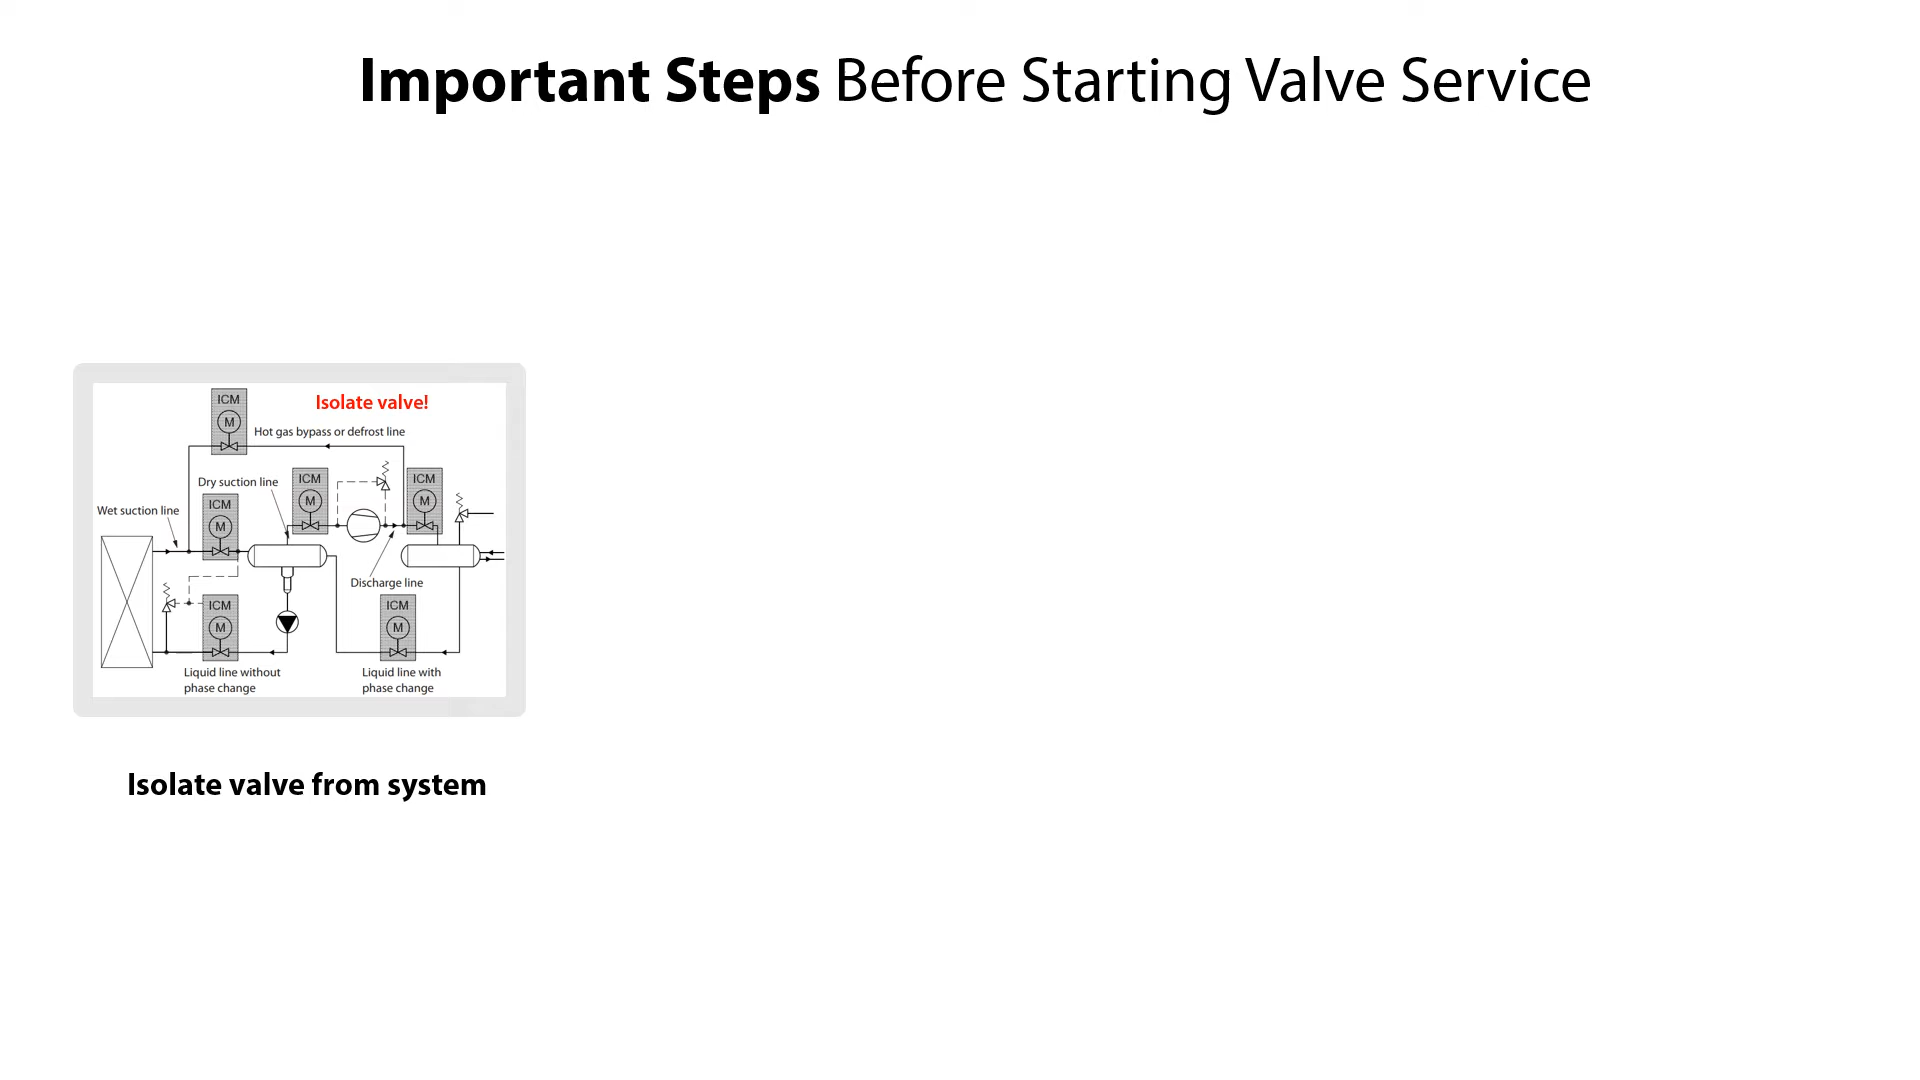 Important Steps Before Starting Valve Service
ICM
Isolate valve!
M
Hot gas bypass or defrost line
Dry suction line
ICM
M
ICM
M
Wet suction line
ICM
M
Discharge line
ICM
M
ICM
M
Liquid line without
phase change
Liquid line with
phase change
Isolate valve from system